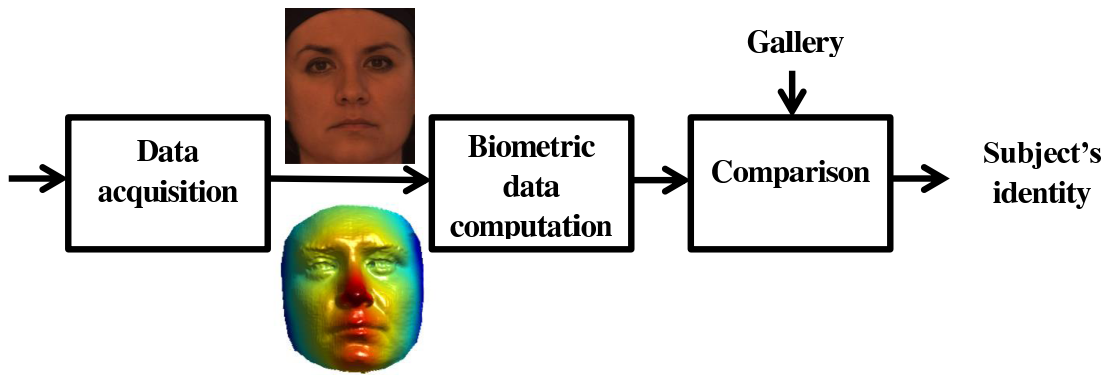 Gallery
Data
acquisition
Biometric
data
computation
Comparison
Subject's
identity